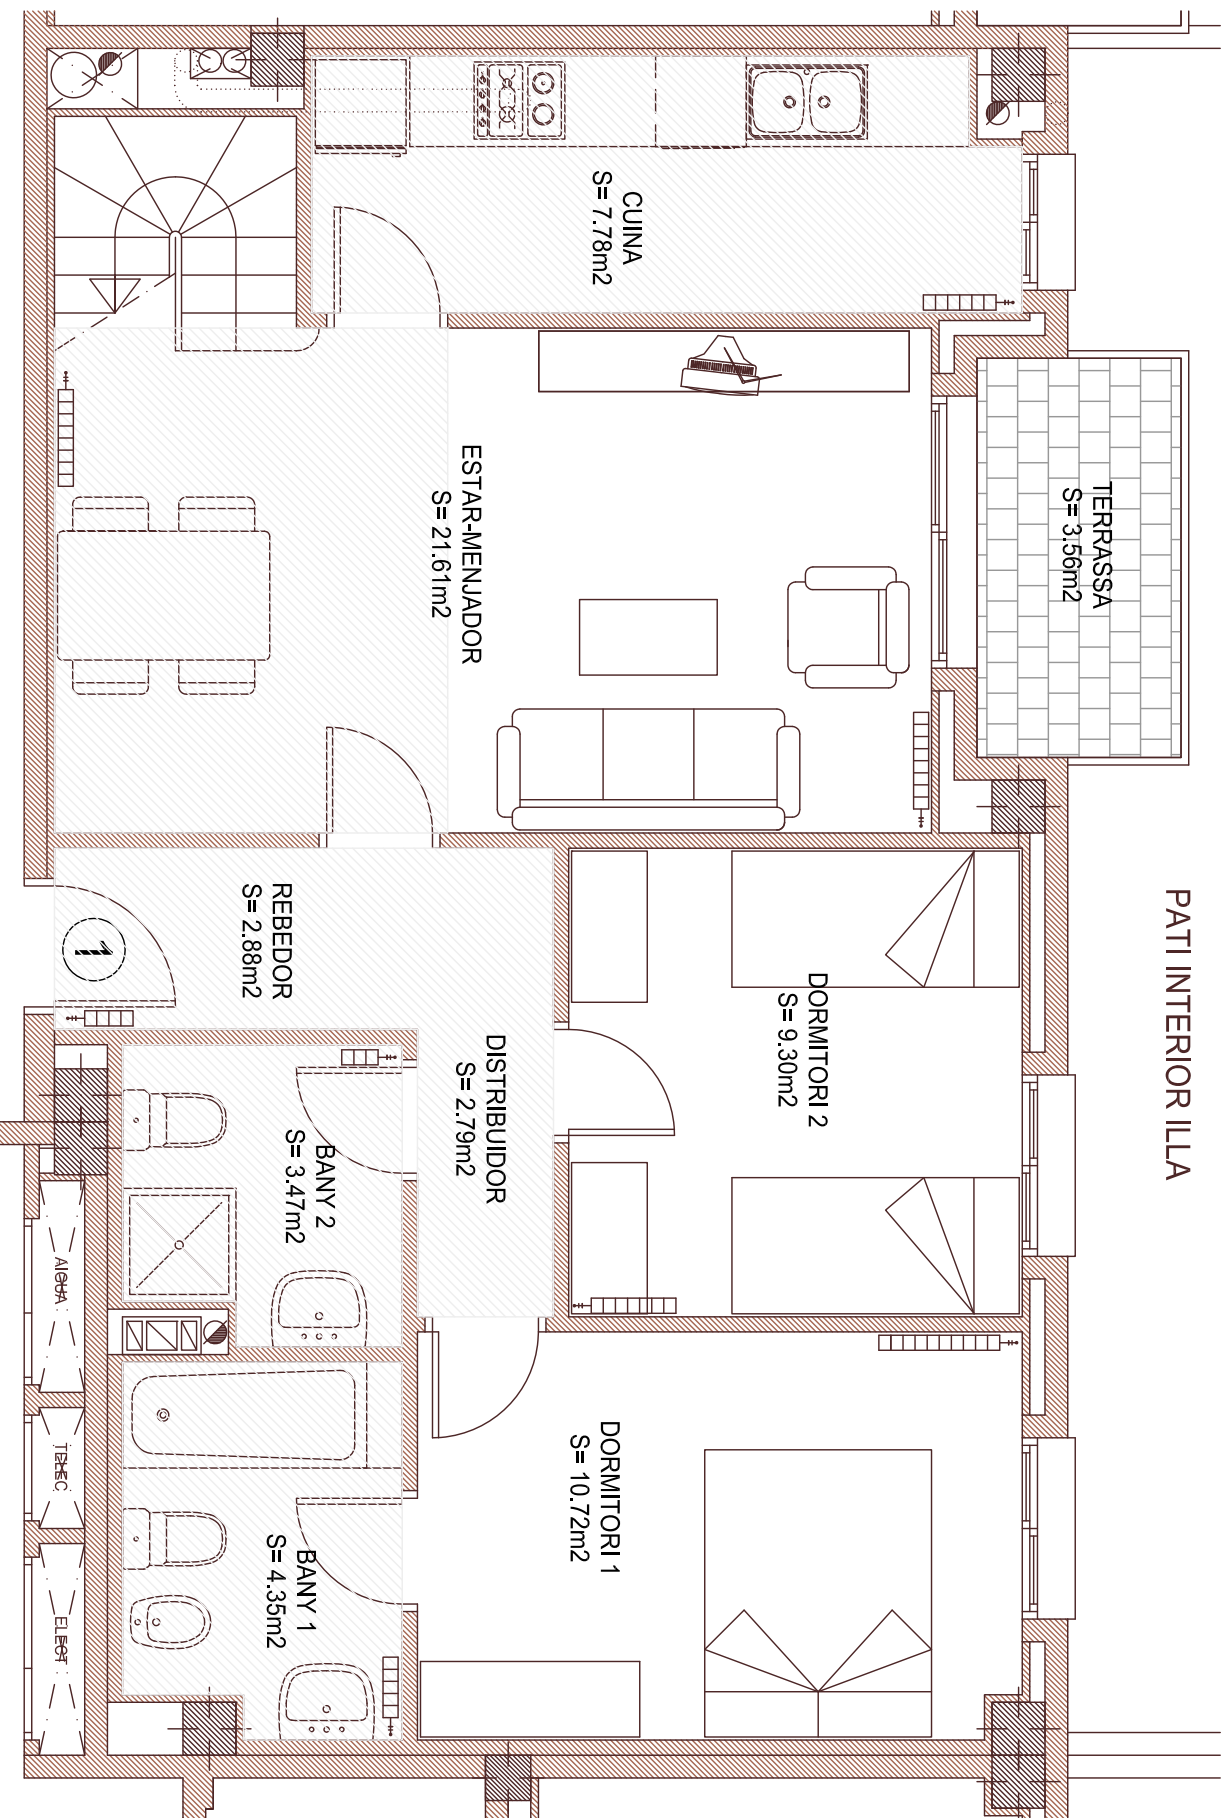 CUINA
S= 7.78m2
ESTAR-MENJADOR
S= 21.61m2
TERRASSA
S= 3.56m2
PATI INTERIOR ILLA
REBEDOR
S= 2.88m2
1
DORMITORI 2
S= 9.30m2
DISTRIBUIDOR
S= 2.79m2
BANY 2
S= 3.47m2
AIGUA
TELEC
ELECT
DORMITORI 1
S= 10.72m2
BANY 1
S= 4.35m2